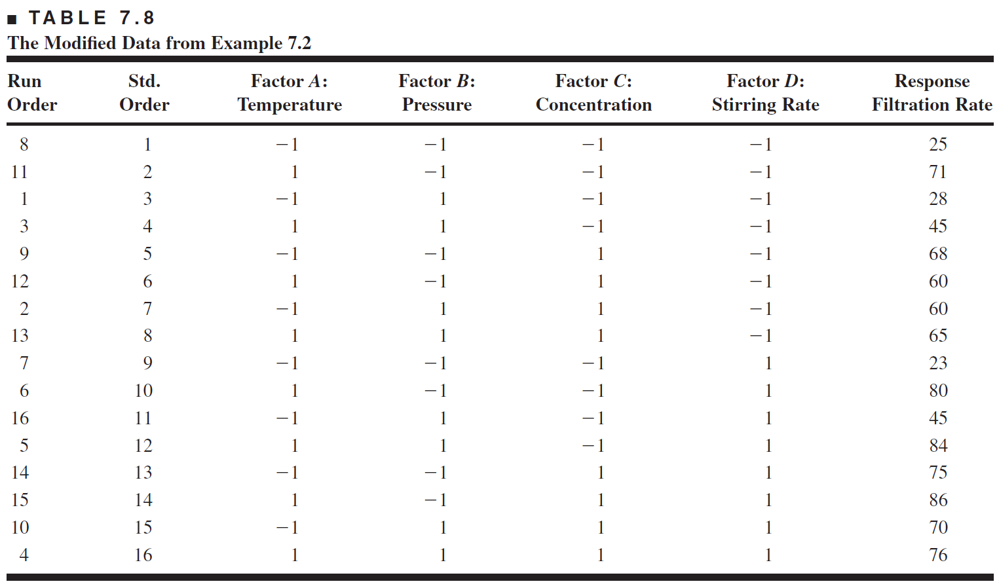 ■ TABLE 7.8
The Modified Data from Example 7.2
Run Order Std. Order Factor A: Temperature Factor B: Pressure Factor C: Concentration Factor D: Stirring Rate Response Filtration Rate
8 1 −1 −1 −1 −1 25
11 2 1 −1 −1 −1 71
1 3 −1 1 −1 −1 28
3 4 1 1 −1 −1 45
9 5 −1 −1 1 −1 68
12 6 1 −1 1 −1 60
2 7 −1 1 1 −1 60
13 8 1 1 1 −1 65
7 9 −1 −1 −1 1 23
6 10 1 −1 −1 1 80
16 11 −1 1 −1 1 45
5 12 1 1 −1 1 84
14 13 −1 −1 1 1 75
15 14 1 −1 1 1 86
10 15 −1 1 1 1 70
4 16 1 1 1 1 76